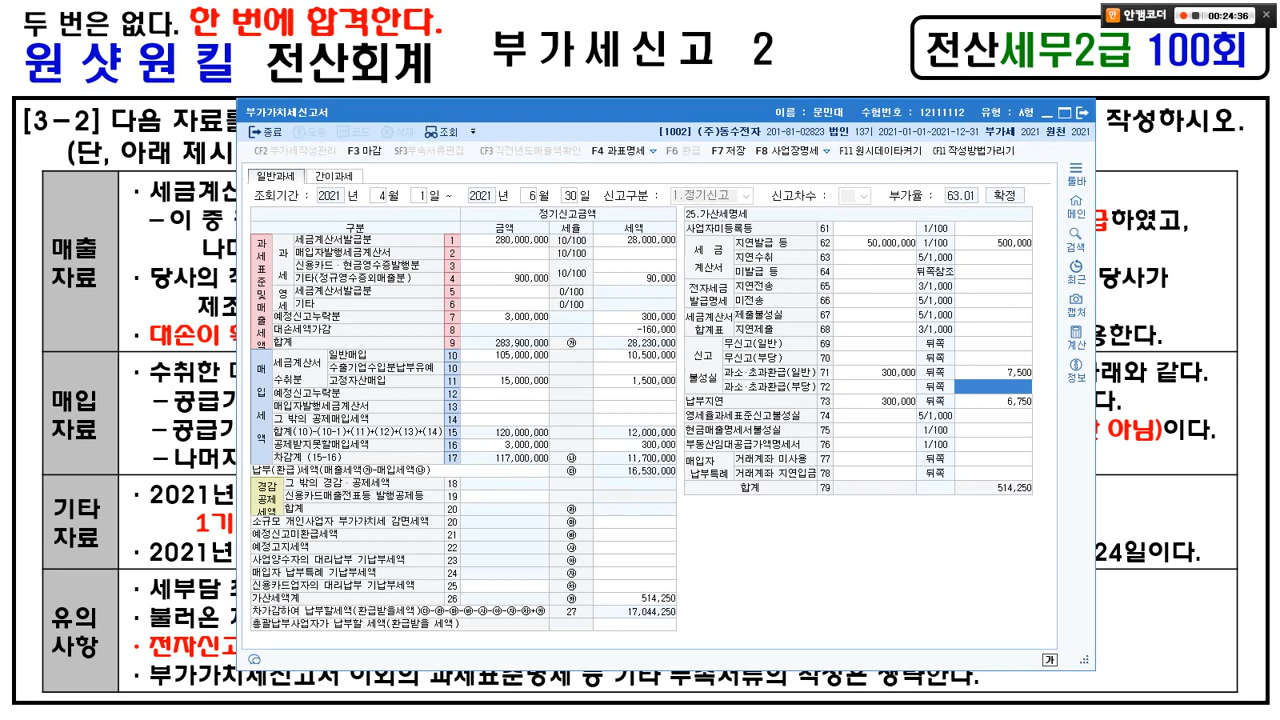 두 번은 없다. 한 번에 합격한다.
원 샷 원 킬 전산회계
부 가 세 신 고 2
전산세무2급 100회
안캠코더 00:24:36
[3-2] 다음 자료를
작성하시오.
(단, 아래 제시
매출
자료
· 세금계산
- 이 중
급하였고,
나머
· 당사의
당사가
제조
· 대손이
용한다.
매입
자료
· 수취한
아래와 같다.
- 공급가
다.
- 공급가
아님)이다.
- 나머지
기타
자료
· 2021년
1기
· 2021년
24일이다.
유의
사항
· 세부담
· 불러온
· 전자신고
· 부가가치세신고서 이외의 과세표준명세 등 기타 부속서류의 작성은 생략한다.
부가가치세신고서
이름 : 문민대 수험번호 : 12111112 유형 : A형
종료 도움 코드 삭제 조회
[1002] (주)동수전자 201-81-02823 법인 13기 2021-01-01~2021-12-31 부가세 2021 원천 2021
CF2 부가세작성관리 F3 마감 SF3부속서류편집 CF3직전년도매출액확인 F4 과표명세 F6 환급 F7 저장 F8 사업장명세 F11 원시데이타켜기 CF11 작성방법가리기
일반과세 간이과세
조회기간 : 2021 년 4 월 1 일 ~ 2021 년 6 월 30 일 신고구분 : 1.정기신고 신고차수 : 부가율 : 63.01 확정
정기신고금액
구분 금액 세율 세액
과세표준및매출세액
과세
세금계산서발급분 1 280,000,000 10/100 28,000,000
매입자발행세금계산서 2 10/100
신용카드·현금영수증발행분 3 10/100
기타(정규영수증외매출분) 4 900,000 90,000
영세
세금계산서발급분 5 0/100
기타 6 0/100
예정신고누락분 7 3,000,000 300,000
대손세액가감 8 -160,000
합계 9 283,900,000 ㉮ 28,230,000
매입세액
세금계산서 수취분
일반매입 10 105,000,000 10,500,000
수출기업수입분납부유예 10
고정자산매입 11 15,000,000 1,500,000
예정신고누락분 12
매입자발행세금계산서 13
그 밖의 공제매입세액 14
합계(10)-(10-1)+(11)+(12)+(13)+(14) 15 120,000,000 12,000,000
공제받지못할매입세액 16 3,000,000 300,000
차감계 (15-16) 17 117,000,000 ㉯ 11,700,000
납부(환급)세액(매출세액㉮-매입세액㉯) ㉰ 16,530,000
경감공제세액
그 밖의 경감·공제세액 18
신용카드매출전표등 발행공제등 19
합계 20 ㉱
소규모 개인사업자 부가가치세 감면세액 20 ㉲
예정신고미환급세액 21 ㉳
예정고지세액 22 ㉴
사업양수자의 대리납부 기납부세액 23 ㉵
매입자 납부특례 기납부세액 24 ㉶
신용카드업자의 대리납부 기납부세액 25 ㉷
가산세액계 26 ㉸ 514,250
차가감하여 납부할세액(환급받을세액)㉰-㉱-㉲-㉳-㉴-㉵-㉶-㉷+㉸ 27 17,044,250
총괄납부사업자가 납부할 세액(환급받을 세액)
25.가산세명세
사업자미등록등 61 1/100
세 금 계산서
지연발급 등 62 50,000,000 1/100 500,000
지연수취 63 5/1,000
미발급 등 64 뒤쪽참조
전자세금 발급명세
지연전송 65 3/1,000
미전송 66 5/1,000
세금계산서 합계표
제출불성실 67 5/1,000
지연제출 68 3/1,000
신고 불성실
무신고(일반) 69 뒤쪽
무신고(부당) 70 뒤쪽
과소·초과환급(일반) 71 300,000 뒤쪽 7,500
과소·초과환급(부당) 72 뒤쪽
납부지연 73 300,000 뒤쪽 6,750
영세율과세표준신고불성실 74 5/1,000
현금매출명세서불성실 75 1/100
부동산임대공급가액명세서 76 1/100
매입자 납부특례
거래계좌 미사용 77 뒤쪽
거래계좌 지연입금 78 뒤쪽
합계 79 514,250
툴바
메인
검색
최근
캡처
계산
정보
가